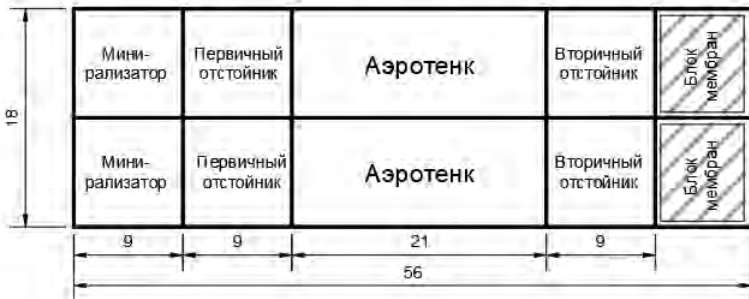 Мини-
рализатор
Первичный
отстойник
Аэротенк
Вторичный
отстойник
Блок
мембран
18
Мини-
рализатор
Первичный
отстойник
Аэротенк
Вторичный
отстойник
Блок
мембран
9
9
21
9
56